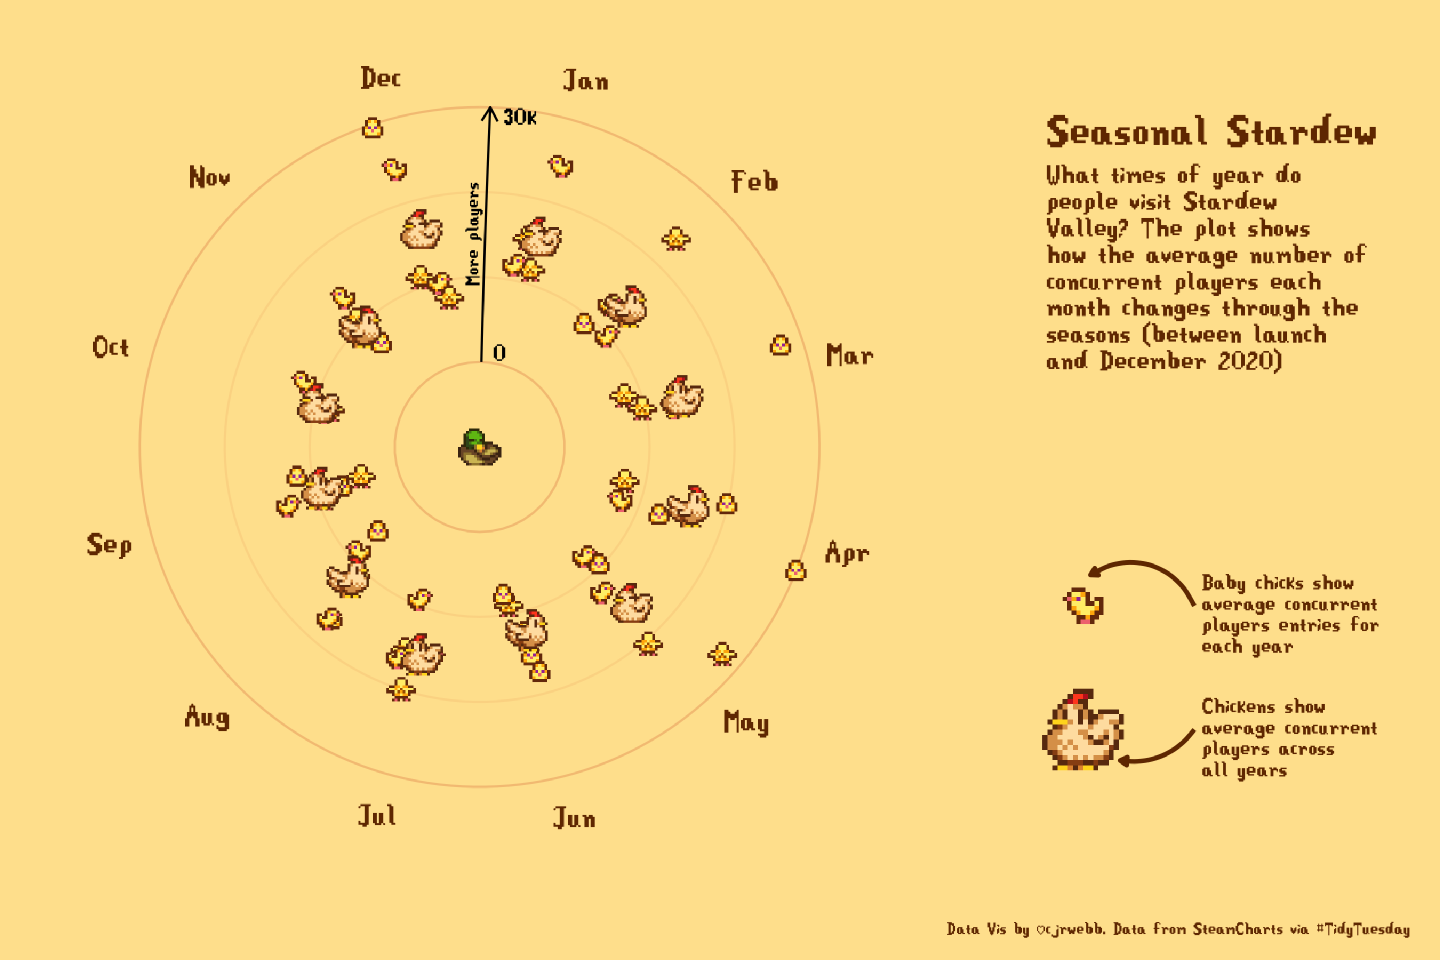 Seasonal Stardew
What times of year do
people visit Stardew
Valley? The plot shows
how the average number of
concurrent players each
month changes through the
seasons (between launch
and December 2020)
Dec
Jan
Feb
Mar
Apr
May
Jun
Jul
Aug
Sep
Oct
Nov
30K
More players
0
Baby chicks show
average concurrent
players entries for
each year
Chickens show
average concurrent
players across
all years
Data Vis by @cjrwebb. Data from SteamCharts via #TidyTuesday